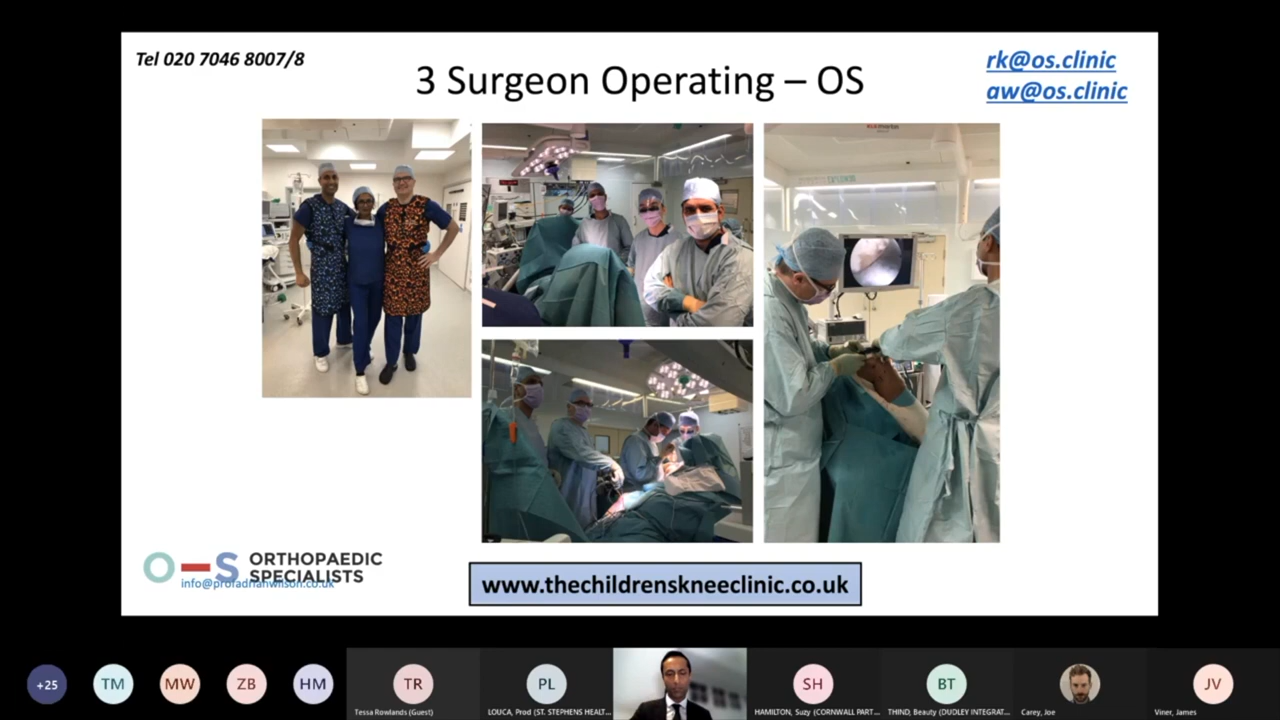 Tel 020 7046 8007/8
3 Surgeon Operating – OS
rk@os.clinic
aw@os.clinic
ORTHOPAEDIC
SPECIALISTS
info@profadrianwilson.co.uk
www.thechildrenskneeclinic.co.uk
+25
TM
MW
ZB
HM
TR
PL
SH
BT
JV
Tessa Rowlands (Guest)
LOUCA, Prod (ST. STEPHENS HEALT...
HAMILTON, Suzy (CORNWALL PART...
THIND, Beauty (DUDLEY INTEGRAT...
Carey, Joe
Viner, James